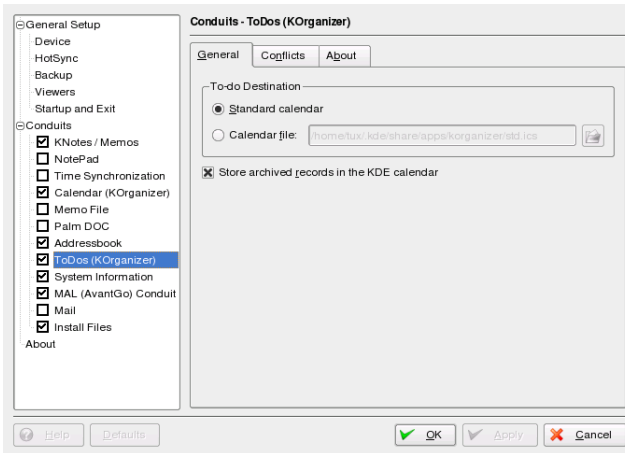 General Setup
Device
HotSync
Backup
Viewers
Startup and Exit
Conduits
KNotes / Memos
NotePad
Time Synchronization
Calendar (KOrganizer)
Memo File
Palm DOC
Addressbook
ToDos (KOrganizer)
System Information
MAL (AvantGo) Conduit
Mail
Install Files
About
Conduits - ToDos (KOrganizer)
General Conflicts About
To-do Destination
Standard calendar
Calendar file: /home/tux/.kde/share/apps/korganizer/std.ics
Store archived records in the KDE calendar
Help Defaults OK Apply Cancel